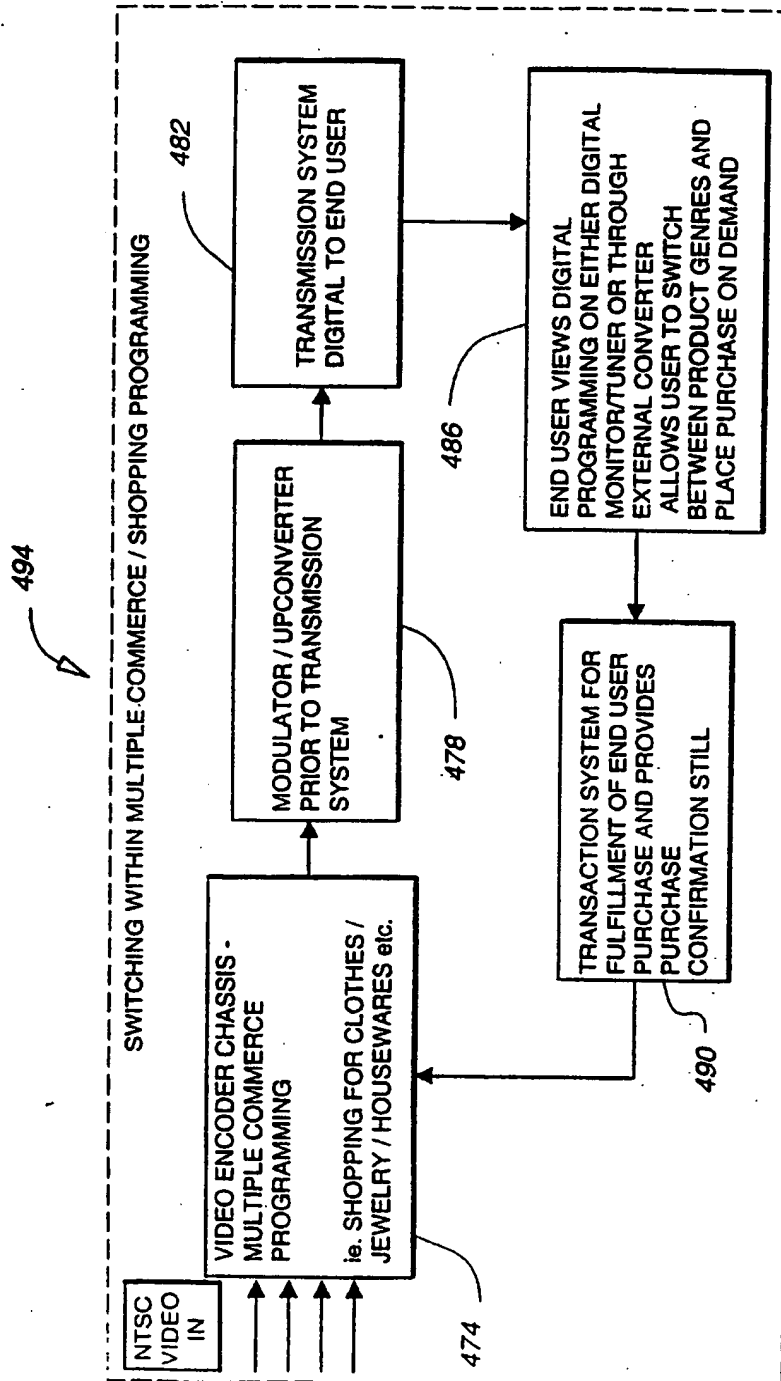 494
SWITCHING WITHIN MULTIPLE COMMERCE / SHOPPING PROGRAMMING
NTSC
VIDEO
IN
VIDEO ENCODER CHASSIS -
MULTIPLE COMMERCE
PROGRAMMING
ie. SHOPPING FOR CLOTHES /
JEWELRY / HOUSEWARES etc.
474
MODULATOR / UPCONVERTER
PRIOR TO TRANSMISSION
SYSTEM
478
TRANSMISSION SYSTEM
DIGITAL TO END USER
482
END USER VIEWS DIGITAL
PROGRAMMING ON EITHER DIGITAL
MONITOR/TUNER OR THROUGH
EXTERNAL CONVERTER
ALLOWS USER TO SWITCH
BETWEEN PRODUCT GENRES AND
PLACE PURCHASE ON DEMAND
486
TRANSACTION SYSTEM FOR
FULFILLMENT OF END USER
PURCHASE AND PROVIDES
PURCHASE
CONFIRMATION STILL
490